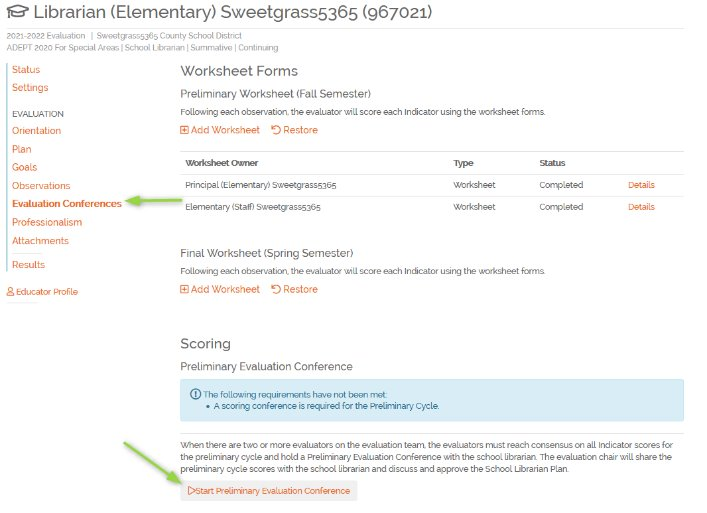 Librarian (Elementary) Sweetgrass5365 (967021)
2021-2022 Evaluation | Sweetgrass5365 County School District
ADEPT 2020 For Special Areas | School Librarian | Summative | Continuing
Status
Settings
EVALUATION
Orientation
Plan
Goals
Observations
Evaluation Conferences
Professionalism
Attachments
Results
Educator Profile
Worksheet Forms
Preliminary Worksheet (Fall Semester)
Following each observation, the evaluator will score each Indicator using the worksheet forms.
Add Worksheet Restore
Worksheet Owner Type Status
Principal (Elementary) Sweetgrass5365 Worksheet Completed Details
Elementary (Staff) Sweetgrass5365 Worksheet Completed Details
Final Worksheet (Spring Semester)
Following each observation, the evaluator will score each Indicator using the worksheet forms.
Add Worksheet Restore
Scoring
Preliminary Evaluation Conference
The following requirements have not been met:
• A scoring conference is required for the Preliminary Cycle.
When there are two or more evaluators on the evaluation team, the evaluators must reach consensus on all Indicator scores for
the preliminary cycle and hold a Preliminary Evaluation Conference with the school librarian. The evaluation chair will share the
preliminary cycle scores with the school librarian and discuss and approve the School Librarian Plan.
Start Preliminary Evaluation Conference